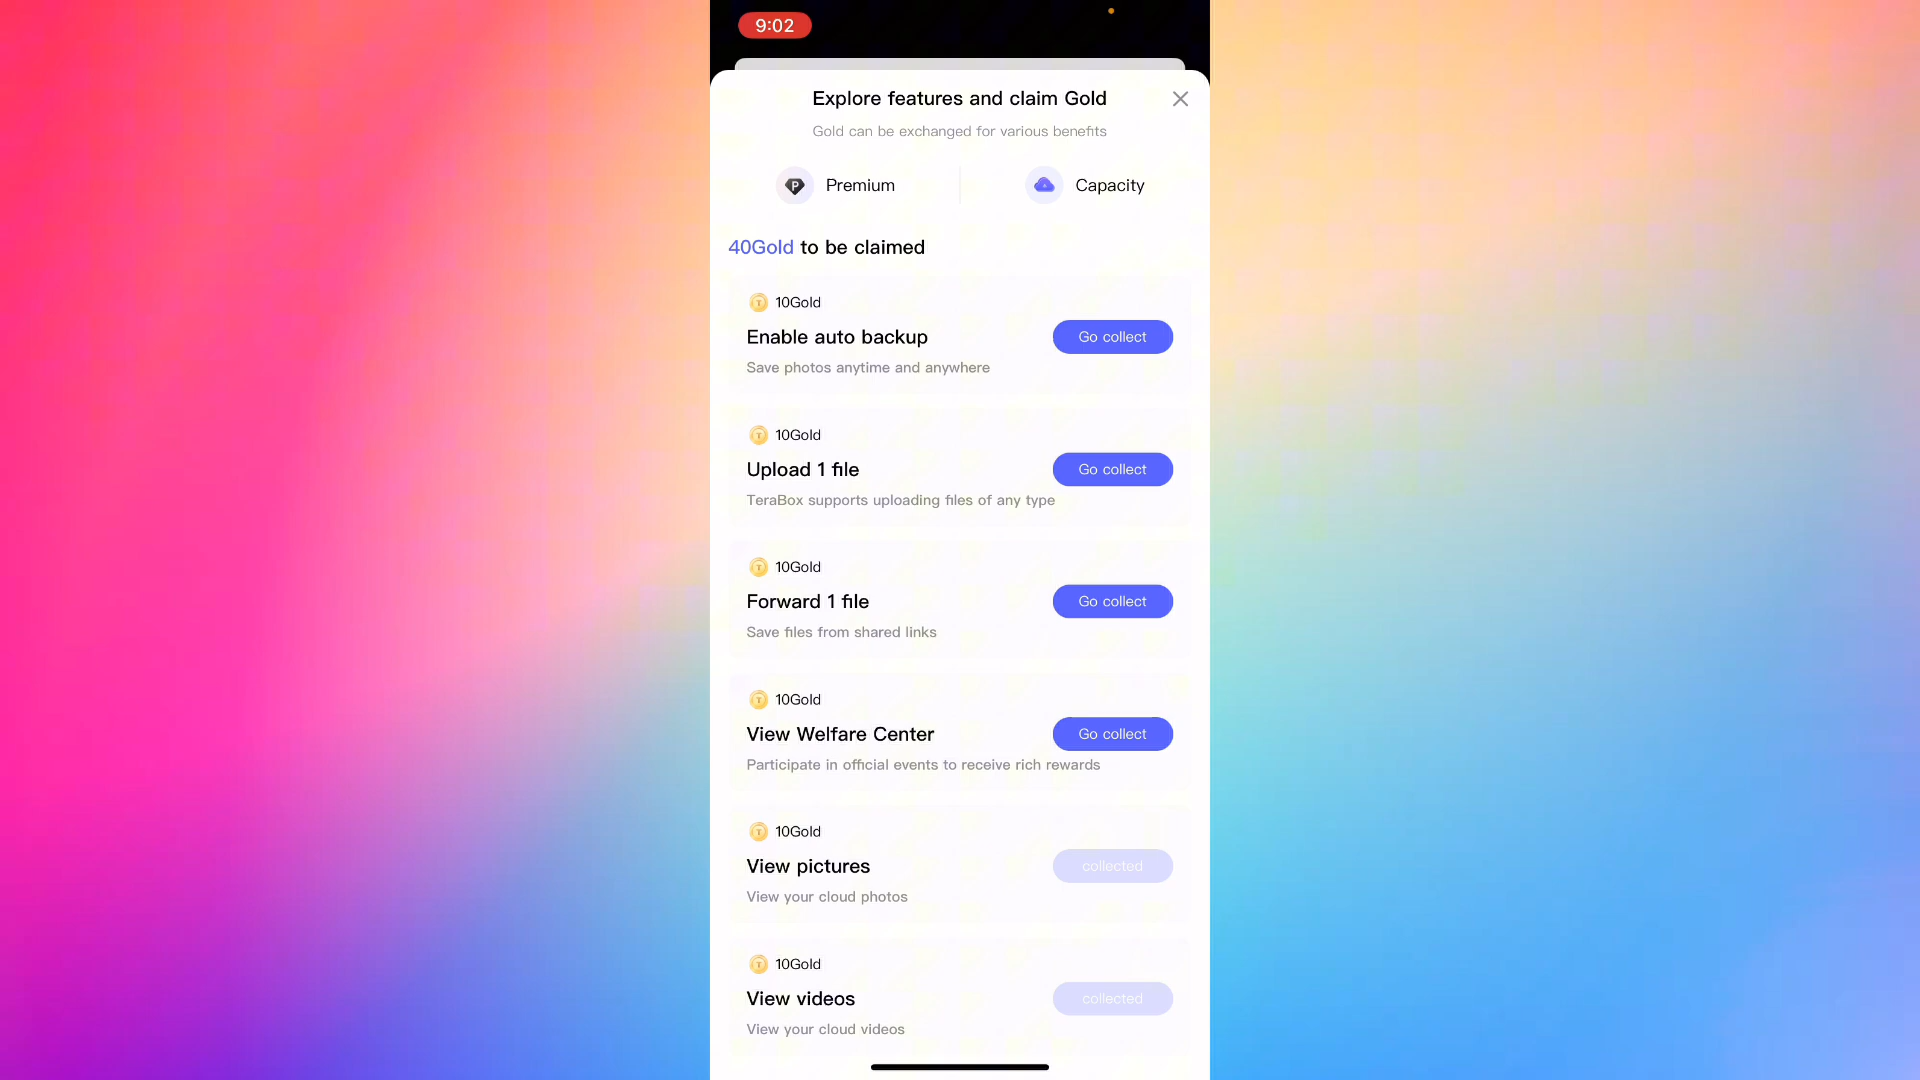 9:02
Explore features and claim Gold
Gold can be exchanged for various benefits
P Premium
Capacity
40Gold to be claimed
10Gold
Enable auto backup
Go collect
Save photos anytime and anywhere
10Gold
Upload 1 file
Go collect
TeraBox supports uploading files of any type
10Gold
Forward 1 file
Go collect
Save files from shared links
10Gold
View Welfare Center
Go collect
Participate in official events to receive rich rewards
10Gold
View pictures
collected
View your cloud photos
10Gold
View videos
collected
View your cloud videos